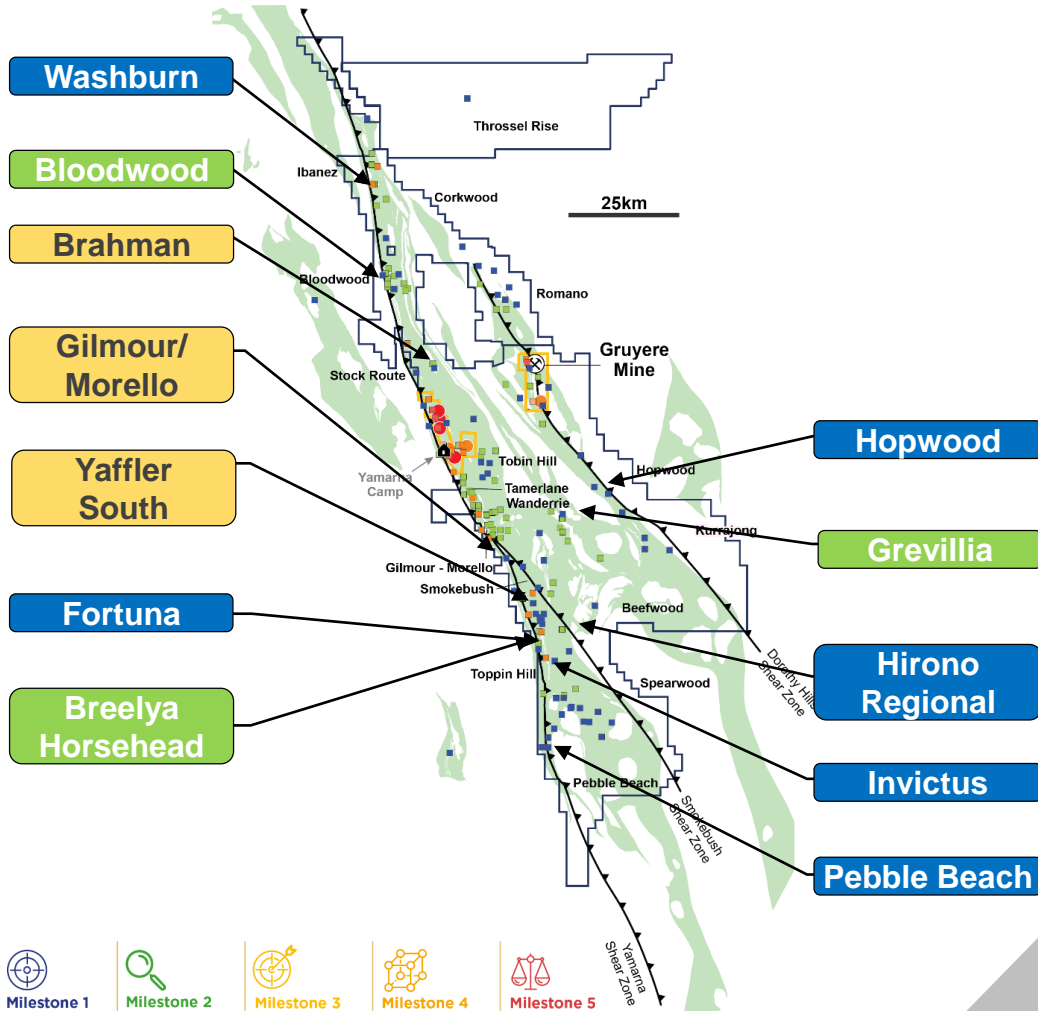 Washburn
Bloodwood
Brahman
Gilmour/
Morello
Yaffler
South
Fortuna
Breelya
Horsehead
Throssel Rise
Ibanez
Corkwood
25km
Bloodwood
Romano
Gruyere
Mine
Stock Route
Yamarna
Camp
Tobin Hill
Tamerlane
Wanderrie
Hopwood
Kurrajong
Gilmour - Morello
Smokebush
Beefwood
Toppin Hill
Spearwood
Dorothy Hills
Shear Zone
Pebble Beach
Smokebush
Shear Zone
Yamarna
Shear Zone
Hopwood
Grevillia
Hirono
Regional
Invictus
Pebble Beach
Milestone 1
Milestone 2
Milestone 3
Milestone 4
Milestone 5